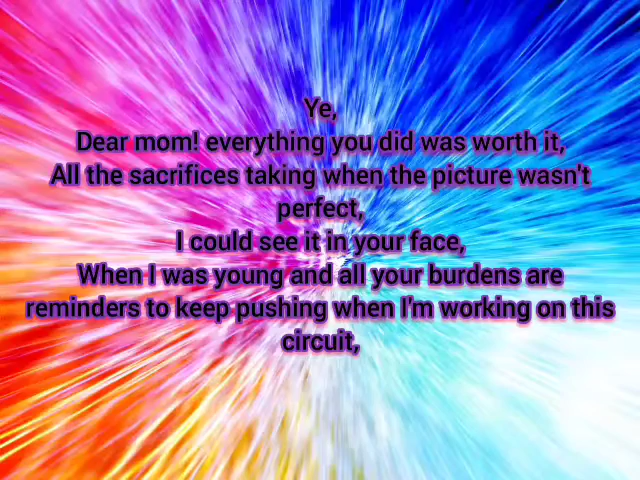 Ye,
Dear mom! everything you did was worth it,
All the sacrifices taking when the picture wasn't
perfect,
I could see it in your face,
When I was young and all your burdens are
reminders to keep pushing when I'm working on this
circuit,